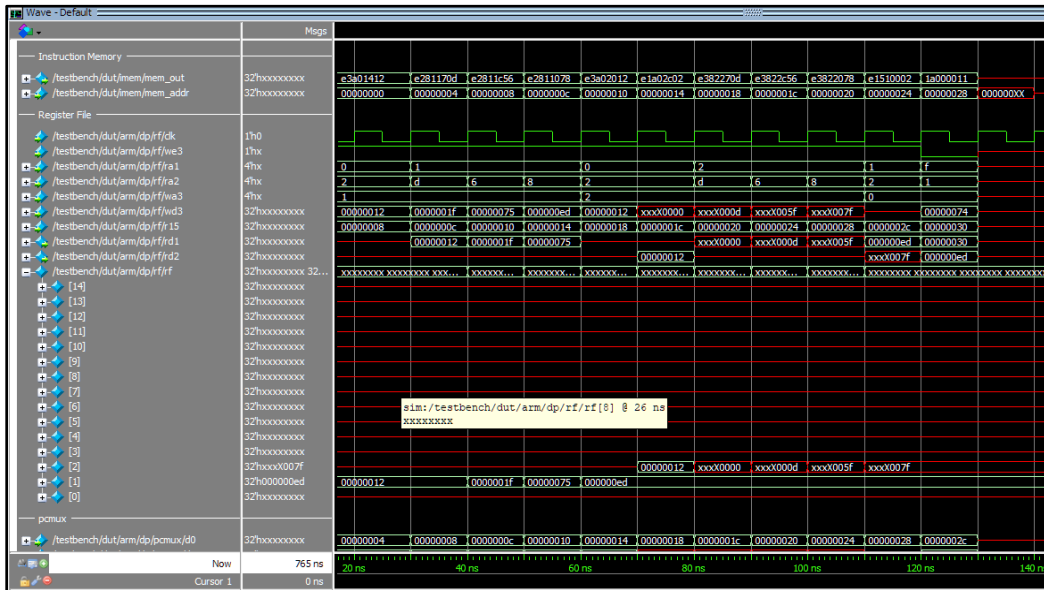 Wave - Default
Msgs
Instruction Memory
/testbench/dut/imem/mem_out 32'hxxxxxxxx e3a01412 e281170d e2811c56 e2811078 e3a02012 e1a02c02 e382270d e3822c56 e3822078 e1510002 1a000011
/testbench/dut/imem/mem_addr 32'hxxxxxxxx 00000000 00000004 00000008 0000000c 00000010 00000014 00000018 0000001c 00000020 00000024 00000028 000000XX
Register File
/testbench/dut/arm/dp/rf/clk 1'h0
/testbench/dut/arm/dp/rf/we3 1'hx
/testbench/dut/arm/dp/rf/ra1 4'hx 0 1 0 2 1 f
/testbench/dut/arm/dp/rf/ra2 4'hx 2 d 6 8 2 d 6 8 2 1
/testbench/dut/arm/dp/rf/wa3 4'hx 1 2 0
/testbench/dut/arm/dp/rf/wd3 32'hxxxxxxxx 00000012 0000001f 00000075 000000ed 00000012 xxxX0000 xxxX000d xxxX005f xxxX007f 00000074
/testbench/dut/arm/dp/rf/r15 32'hxxxxxxxx 00000008 0000000c 00000010 00000014 00000018 0000001c 00000020 00000024 00000028 0000002c 00000030
/testbench/dut/arm/dp/rf/rd1 32'hxxxxxxxx 00000012 0000001f 00000075 xxxX0000 xxxX000d xxxX005f 000000ed 00000030
/testbench/dut/arm/dp/rf/rd2 32'hxxxxxxxx 00000012 xxxX007f 000000ed
/testbench/dut/arm/dp/rf/rf 32'hxxxxxxxx 32... xxxxxxxx xxxxxxxx xxx... xxxxxx... xxxxxxx... xxxxxx... xxxxxxx... xxxxxxx... xxxxxxx... xxxxxxx... xxxxxxxx xxxxxxxx xxxxxxxx xxxxxxx
[14] 32'hxxxxxxxx
[13] 32'hxxxxxxxx
[12] 32'hxxxxxxxx
[11] 32'hxxxxxxxx
[10] 32'hxxxxxxxx
[9] 32'hxxxxxxxx
[8] 32'hxxxxxxxx
[7] 32'hxxxxxxxx
[6] 32'hxxxxxxxx sim:/testbench/dut/arm/dp/rf/rf[8] @ 26 ns
[5] 32'hxxxxxxxx xxxxxxxx
[4] 32'hxxxxxxxx
[3] 32'hxxxxxxxx
[2] 32'hxxxX007f 00000012 xxxX0000 xxxX000d xxxX005f xxxX007f
[1] 32'h000000ed 00000012 0000001f 00000075 000000ed
[0] 32'hxxxxxxxx
pcmux
/testbench/dut/arm/dp/pcmux/d0 32'hxxxxxxxx 00000004 00000008 0000000c 00000010 00000014 00000018 0000001c 00000020 00000024 00000028 0000002c
Now 765 ns 20 ns 40 ns 60 ns 80 ns 100 ns 120 ns 140 n
Cursor 1 0 ns